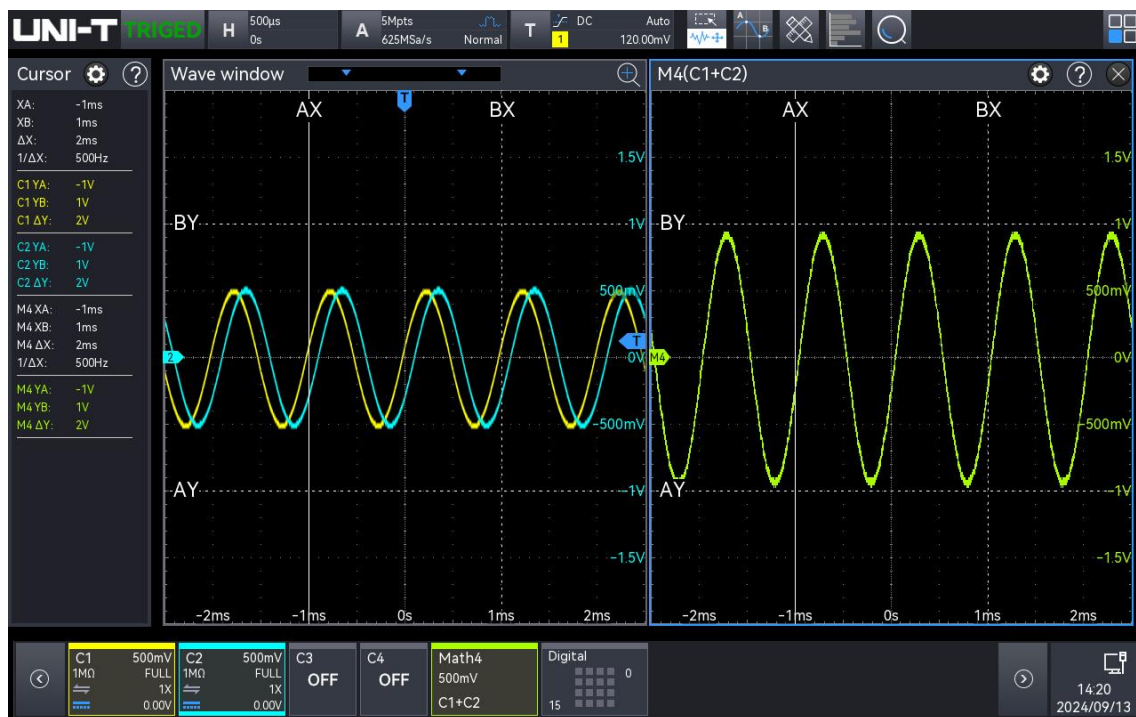 UNI-T TRIGED H 500μs 0s A 5Mpts 625MSa/s Normal T DC Auto 1 120.00mV A B
Cursor ?
XA: -1ms
XB: 1ms
ΔX: 2ms
1/ΔX: 500Hz
C1 YA: -1V
C1 YB: 1V
C1 ΔY: 2V
C2 YA: -1V
C2 YB: 1V
C2 ΔY: 2V
M4 XA: -1ms
M4 XB: 1ms
M4 ΔX: 2ms
1/ΔX: 500Hz
M4 YA: -1V
M4 YB: 1V
M4 ΔY: 2V
Wave window
T
AX BX
1.5V
BY 1V
500mV
T
2 0V
-500mV
AY -1V
-1.5V
-2ms -1ms 0s 1ms 2ms
M4(C1+C2) ?
AX BX
1.5V
BY 1V
500mV
M4 0V
-500mV
AY -1V
-1.5V
-2ms -1ms 0s 1ms 2ms
C1 500mV
1MΩ FULL
1X
0.00V
C2 500mV
1MΩ FULL
1X
0.00V
C3
OFF
C4
OFF
Math4
500mV
C1+C2
Digital
0
15
14:20
2024/09/13